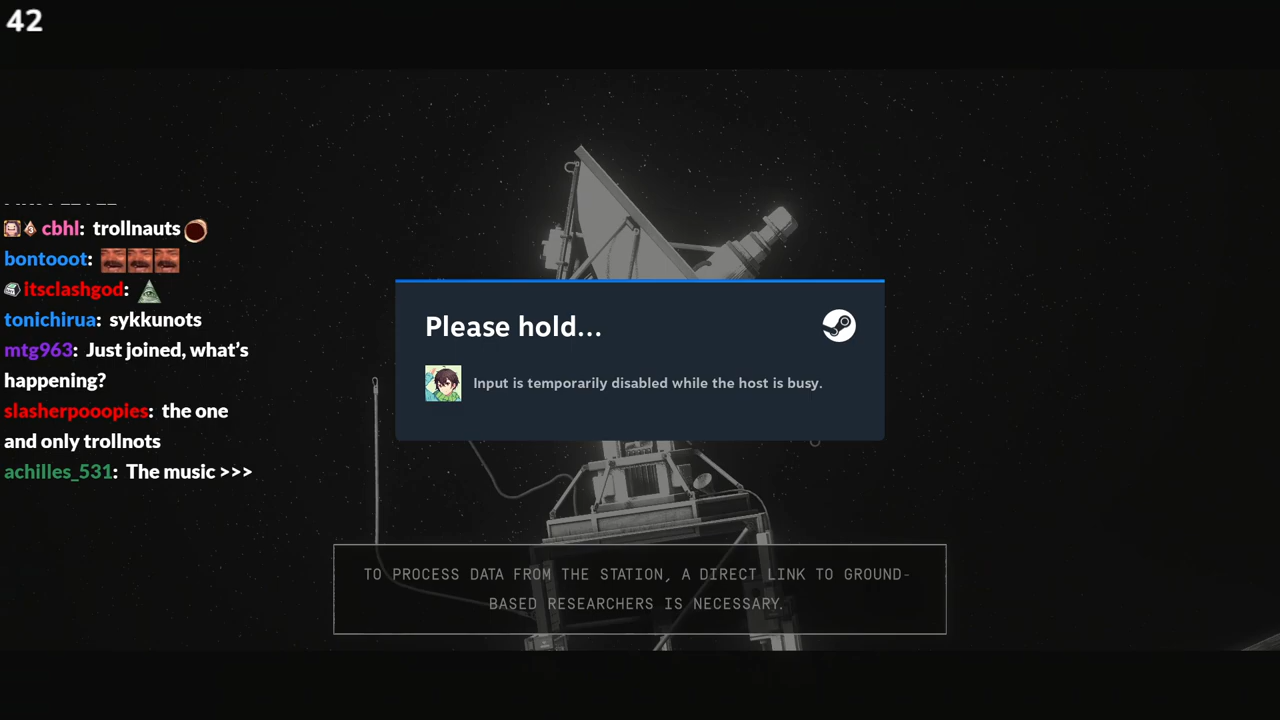 42
cbhl: trollnauts
bontooot:
itsclashgod:
tonichirua: sykkunots
mtg963: Just joined, what's
happening?
slasherpooopies: the one
and only trollnots
achilles_531: The music >>>
Please hold...
Input is temporarily disabled while the host is busy.
TO PROCESS DATA FROM THE STATION, A DIRECT LINK TO GROUND-
BASED RESEARCHERS IS NECESSARY.